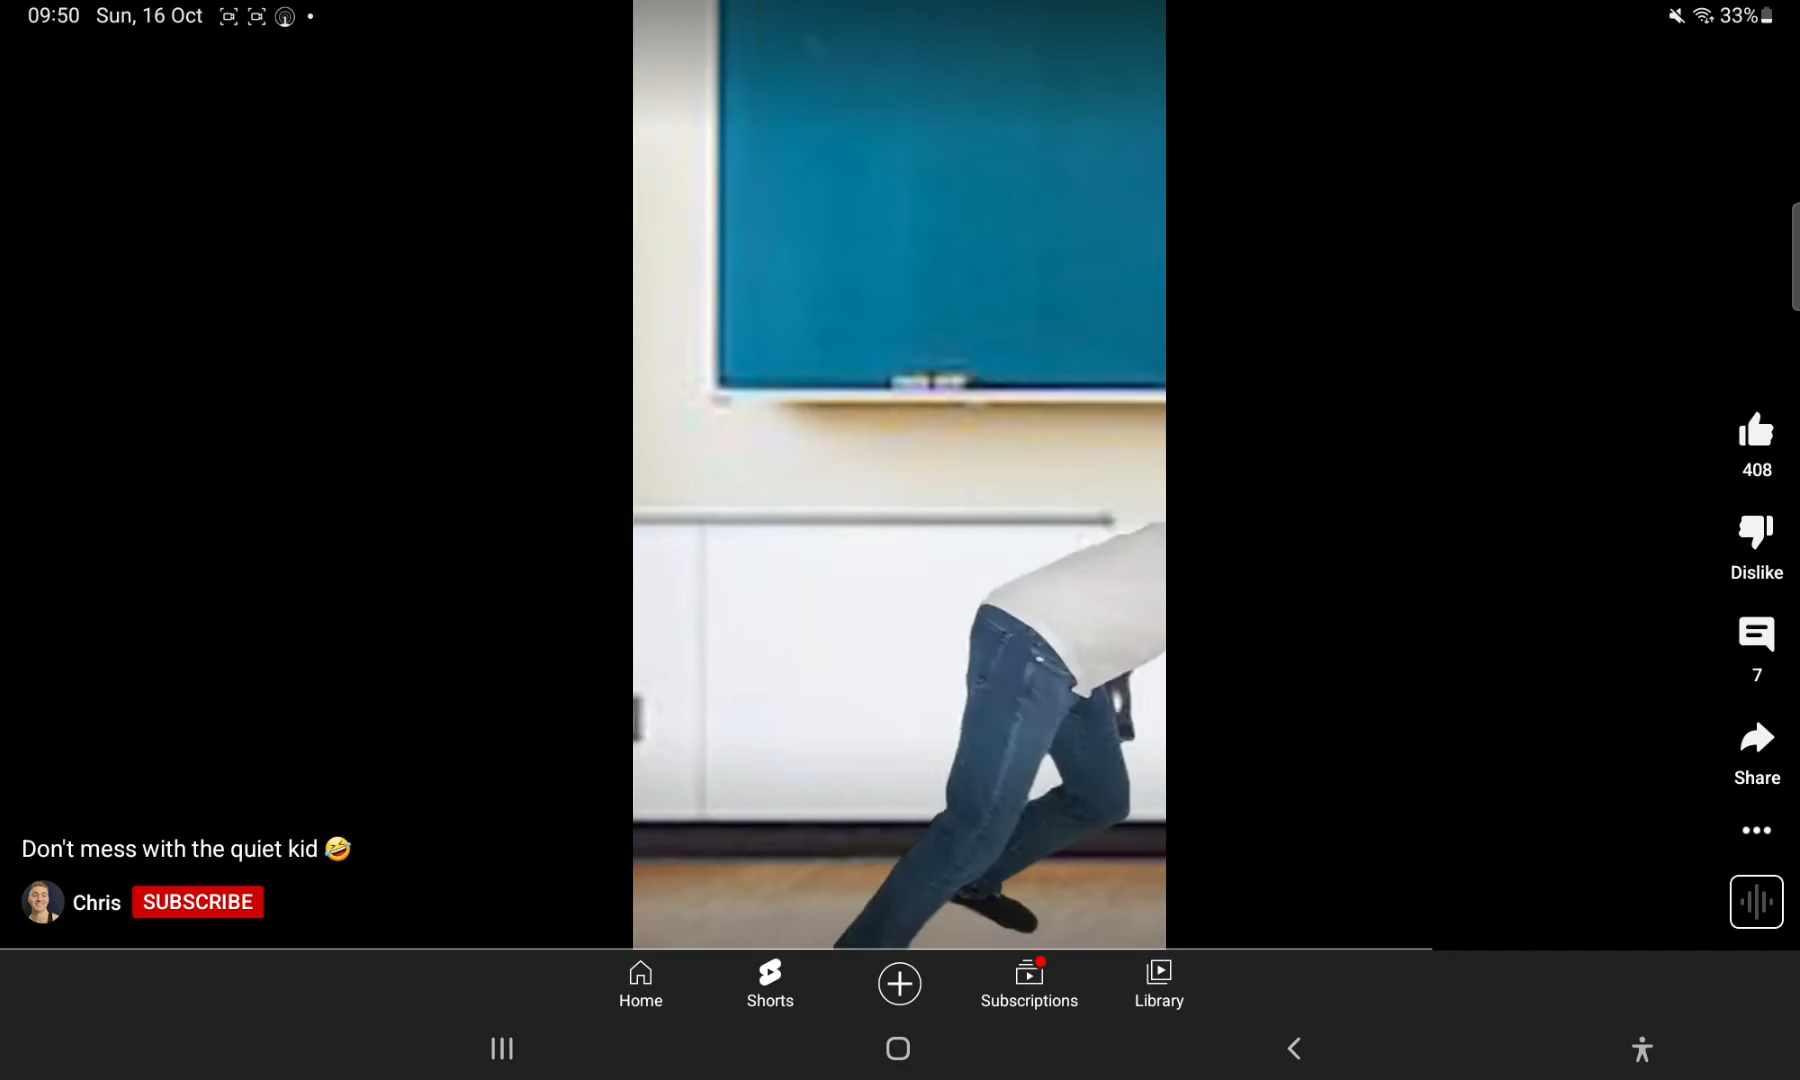 09:50 Sun, 16 Oct
33%
408
Dislike
7
Share
Don't mess with the quiet kid 🤣
Chris SUBSCRIBE
Home Shorts Subscriptions Library